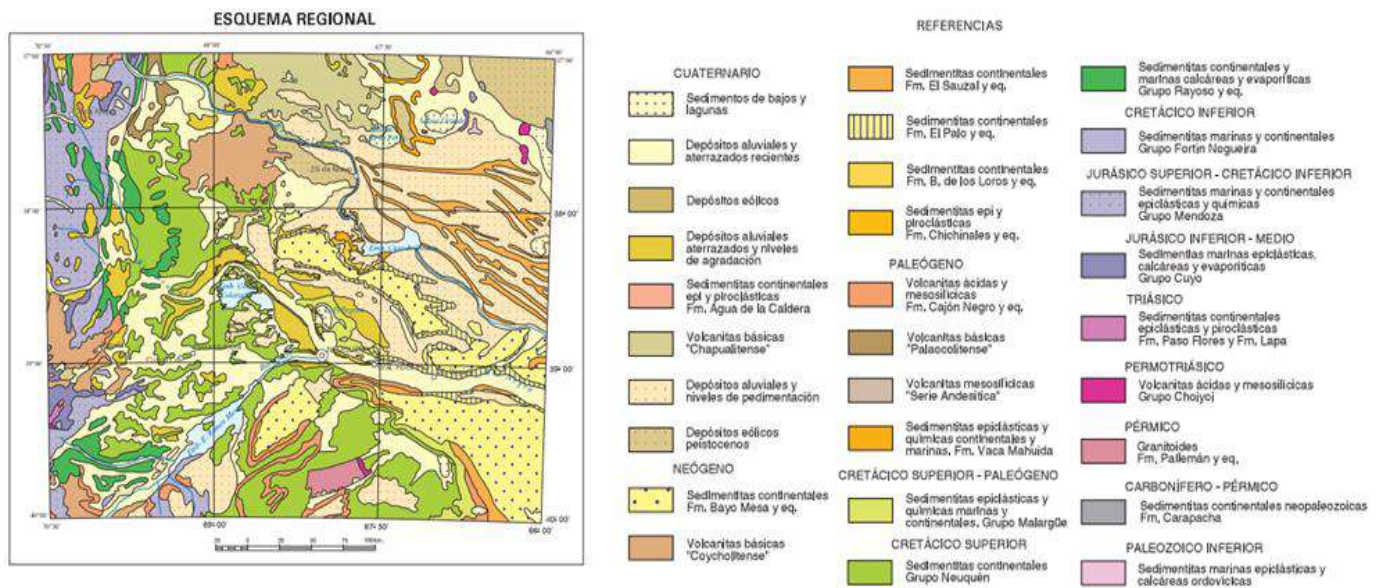 ESQUEMA REGIONAL
REFERENCIAS
CUATERNARIO
Sedimentos de bajos y
lagunas
Depósitos aluviales y
aterrazados recientes
Depósitos eólicos
Depósitos aluviales
aterrazados y niveles
de agradación
Sedimentitas continentales
epi y piroclásticas
Fm. Agua de la Caldera
Volcanitas básicas
"Chapualitense"
Depósitos aluviales y
niveles de pedimentación
Depósitos eólicos
peistocenos
NEÓGENO
Sedimentitas continentales
Fm. Bayo Mesa y eq.
Volcanitas básicas
"Coycholitense"
Sedimentitas continentales
Fm. El Sauzal y eq.
Sedimentitas continentales
Fm. El Palo y eq.
Sedimentitas continentales
Fm. B. de los Loros y eq.
Sedimentitas epi y
piroclásticas
Fm. Chichinales y eq.
PALEÓGENO
Volcanitas ácidas y
mesosilícicas
Fm. Cajón Negro y eq.
Volcanitas básicas
"Palaocolitense"
Volcanitas mesosilícicas
"Serie Andesítica"
Sedimentitas epiclásticas y
químicas continentales y
marinas. Fm. Vaca Mahuida
CRETÁCICO SUPERIOR - PALEÓGENO
Sedimentitas epiclásticas y
químicas marinas y
continentales. Grupo Malargüe
CRETÁCICO SUPERIOR
Sedimentitas continentales
Grupo Neuquén
Sedimentitas continentales y
marinas calcáreas y evaporíticas
Grupo Rayoso y eq.
CRETÁCICO INFERIOR
Sedimentitas marinas y continentales
Grupo Fortín Nogueira
JURÁSICO SUPERIOR - CRETÁCICO INFERIOR
Sedimentitas marinas y continentales
epiclásticas y químicas
Grupo Mendoza
JURÁSICO INFERIOR - MEDIO
Sedimentitas marinas epiclásticas,
calcáreas y evaporíticas
Grupo Cuyo
TRIÁSICO
Sedimentitas continentales
epiclásticas y piroclásticas
Fm. Paso Flores y Fm. Lapa
PERMOTRIÁSICO
Volcanitas ácidas y mesosilícicas
Grupo Choiyoi
PÉRMICO
Granitoides
Fm. Pailemán y eq.
CARBONÍFERO - PÉRMICO
Sedimentitas continentales neopaleozoicas
Fm. Carapacha
PALEOZOICO INFERIOR
Sedimentitas marinas epiclásticas y
calcáreas ordovícicas